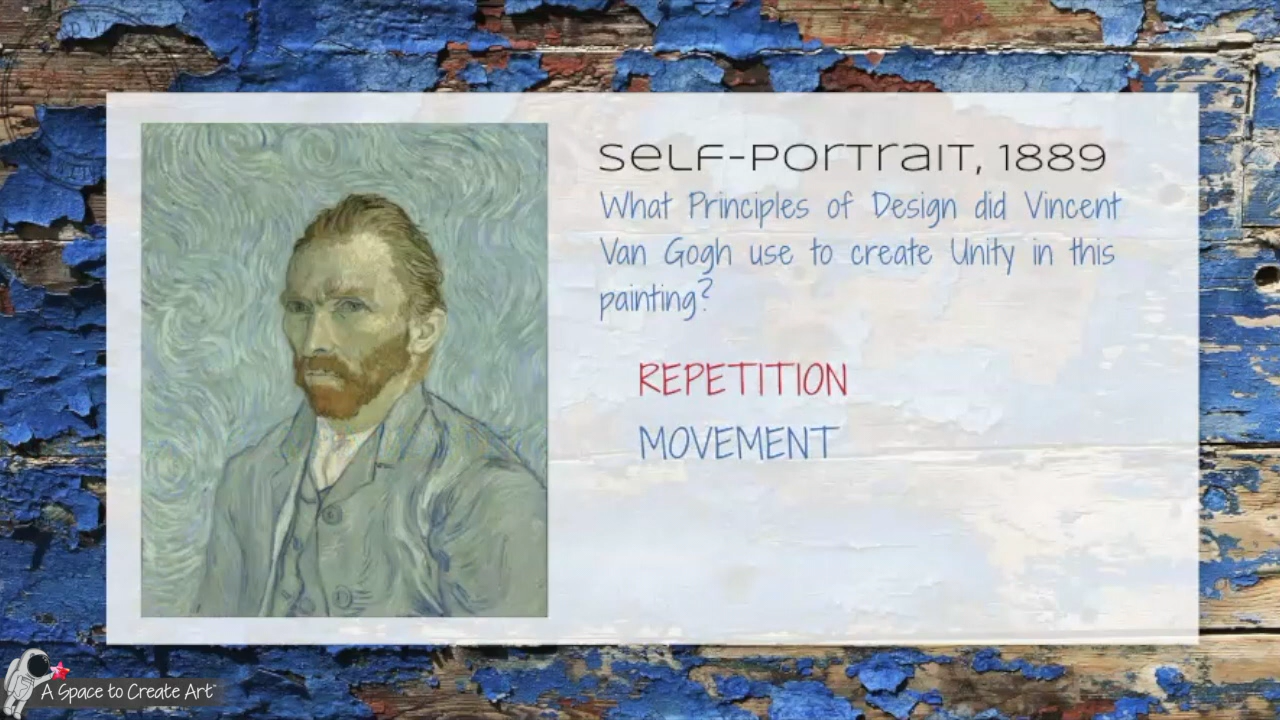 SELF-PORTRAIT, 1889
What Principles of Design did Vincent
Van Gogh use to create Unity in this
painting?
REPETITION
MOVEMENT
A Space to Create Art™